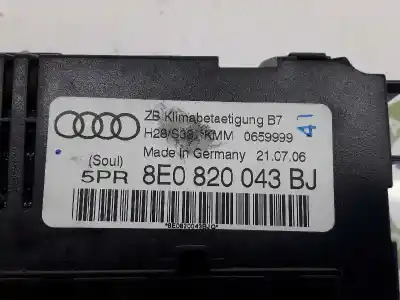 ZB Klimabetaetigung B7
H28/S38 KMM 0659999
41
Made in Germany 21.07.06
(Soul)
5PR 8E0 820 043 BJ